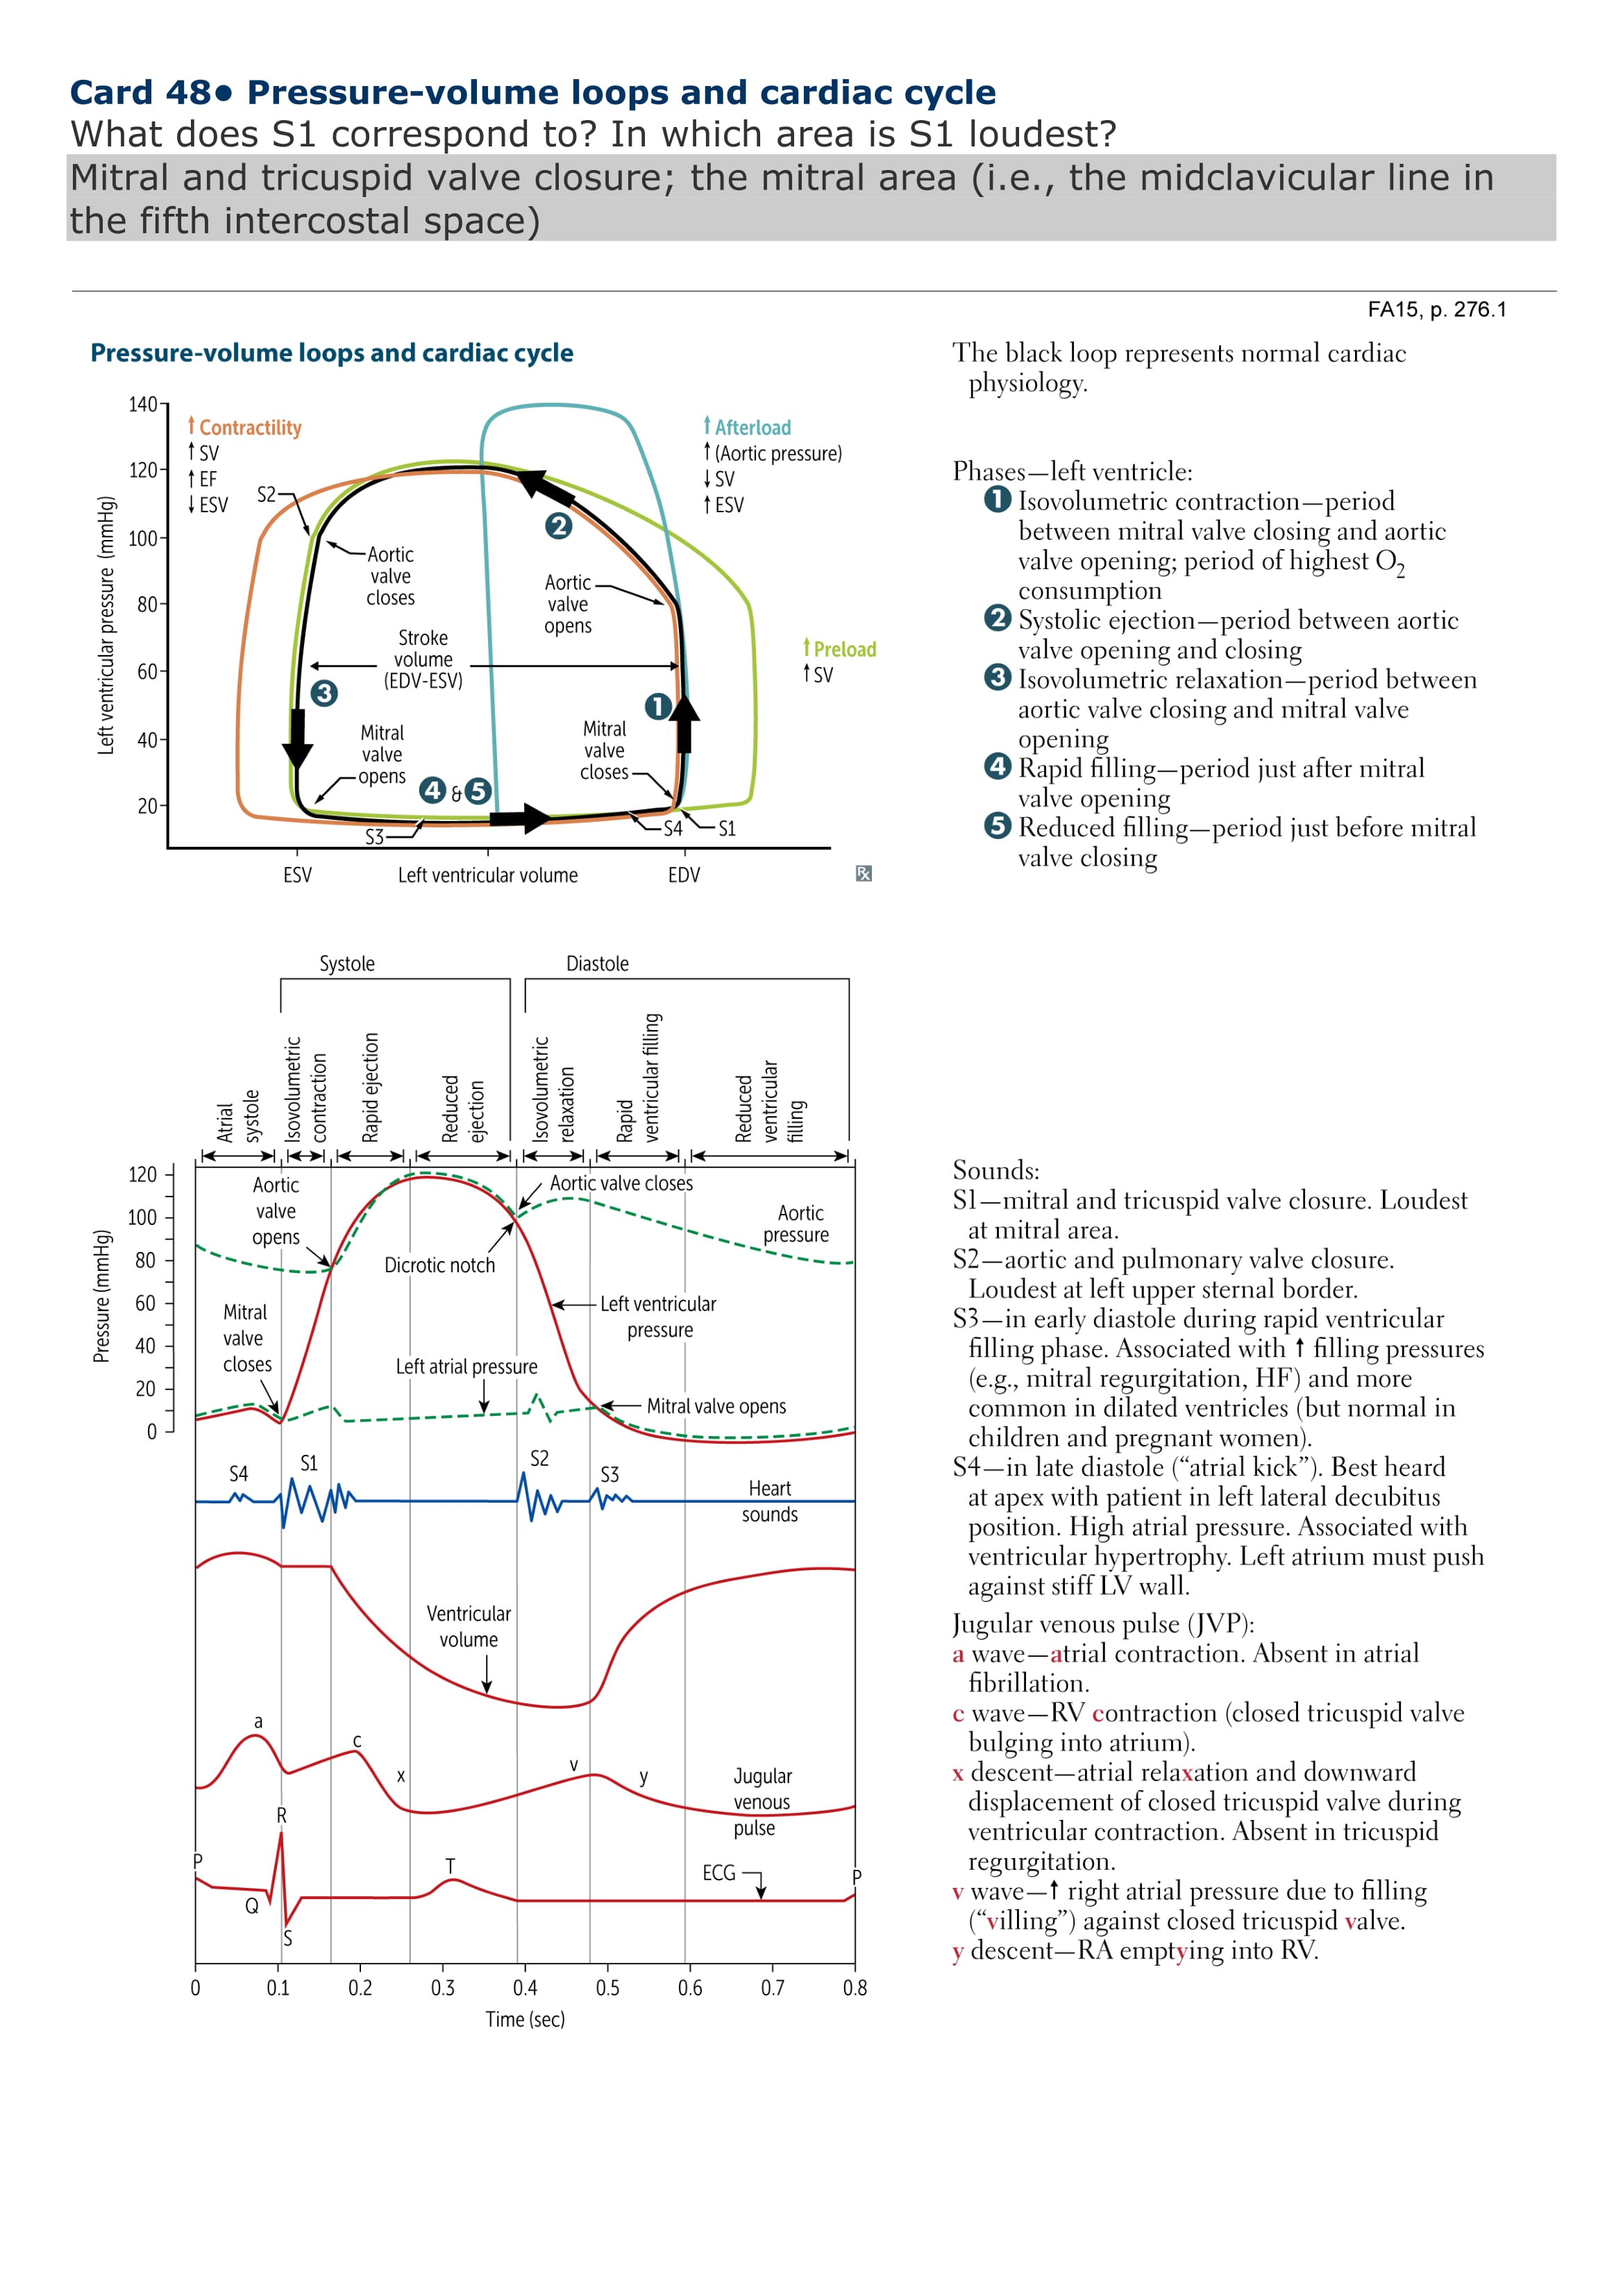 Card 48● Pressure-volume loops and cardiac cycle
What does S1 correspond to? In which area is S1 loudest?
Mitral and tricuspid valve closure; the mitral area (i.e., the midclavicular line in
the fifth intercostal space)
FA15, p. 276.1
Pressure-volume loops and cardiac cycle
140
120
100
80
60
40
20
Left ventricular pressure (mmHg)
↑ Contractility
↑ SV
↑ EF
↓ ESV
S2
↑ Afterload
↑ (Aortic pressure)
↓ SV
↑ ESV
2
Aortic
valve
closes
Aortic
valve
opens
Stroke
volume
(EDV-ESV)
↑ Preload
↑ SV
3
1
Mitral
valve
opens
Mitral
valve
closes
4 & 5
S3
S4
S1
ESV
Left ventricular volume
EDV
Rx
The black loop represents normal cardiac
physiology.
Phases—left ventricle:
1 Isovolumetric contraction—period
between mitral valve closing and aortic
valve opening; period of highest O₂
consumption
2 Systolic ejection—period between aortic
valve opening and closing
3 Isovolumetric relaxation—period between
aortic valve closing and mitral valve
opening
4 Rapid filling—period just after mitral
valve opening
5 Reduced filling—period just before mitral
valve closing
Systole
Diastole
Atrial
systole
Isovolumetric
contraction
Rapid ejection
Reduced
ejection
Isovolumetric
relaxation
Rapid
ventricular filling
Reduced
ventricular
filling
120
100
80
60
40
20
0
Pressure (mmHg)
Aortic
valve
opens
Aortic valve closes
Aortic
pressure
Dicrotic notch
Mitral
valve
closes
Left ventricular
pressure
Left atrial pressure
Mitral valve opens
S4
S1
S2
S3
Heart
sounds
Ventricular
volume
a
c
x
v
y
Jugular
venous
pulse
P
Q
R
S
T
ECG
P
0
0.1
0.2
0.3
0.4
0.5
0.6
0.7
0.8
Time (sec)
Sounds:
S1—mitral and tricuspid valve closure. Loudest
at mitral area.
S2—aortic and pulmonary valve closure.
Loudest at left upper sternal border.
S3—in early diastole during rapid ventricular
filling phase. Associated with ↑ filling pressures
(e.g., mitral regurgitation, HF) and more
common in dilated ventricles (but normal in
children and pregnant women).
S4—in late diastole (“atrial kick”). Best heard
at apex with patient in left lateral decubitus
position. High atrial pressure. Associated with
ventricular hypertrophy. Left atrium must push
against stiff LV wall.
Jugular venous pulse (JVP):
a wave—atrial contraction. Absent in atrial
fibrillation.
c wave—RV contraction (closed tricuspid valve
bulging into atrium).
x descent—atrial relaxation and downward
displacement of closed tricuspid valve during
ventricular contraction. Absent in tricuspid
regurgitation.
v wave—↑ right atrial pressure due to filling
(“villing”) against closed tricuspid valve.
y descent—RA emptying into RV.